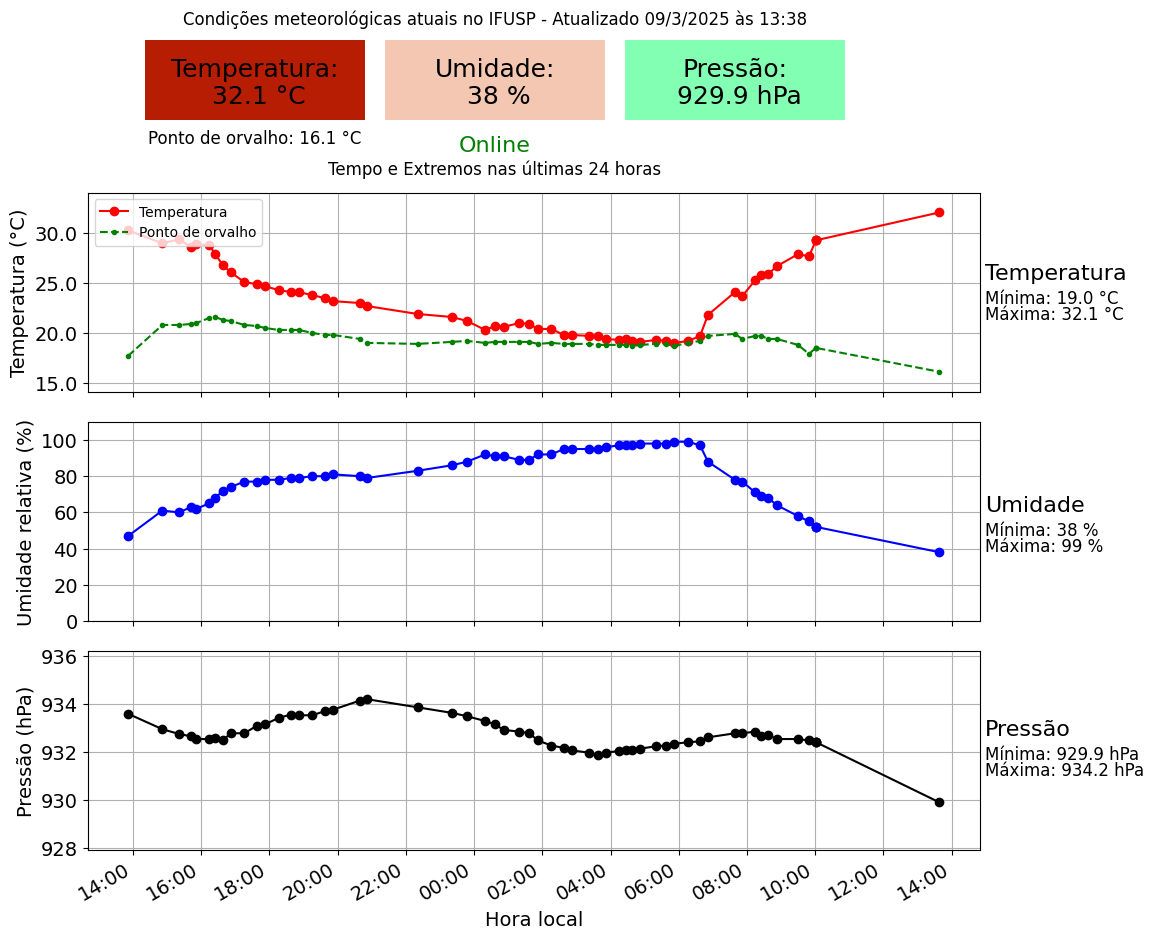 Condições meteorológicas atuais no IFUSP - Atualizado 09/3/2025 às 13:38
Temperatura:
32.1 °C
Umidade:
38 %
Pressão:
929.9 hPa
Ponto de orvalho: 16.1 °C
Online
Tempo e Extremos nas últimas 24 horas
Temperatura (°C)
30.0
25.0
20.0
15.0
Temperatura
Ponto de orvalho
Temperatura
Mínima: 19.0 °C
Máxima: 32.1 °C
Umidade relativa (%)
100
80
60
40
20
0
Umidade
Mínima: 38 %
Máxima: 99 %
Pressão (hPa)
936
934
932
930
928
Pressão
Mínima: 929.9 hPa
Máxima: 934.2 hPa
14:00 16:00 18:00 20:00 22:00 00:00 02:00 04:00 06:00 08:00 10:00 12:00 14:00
Hora local